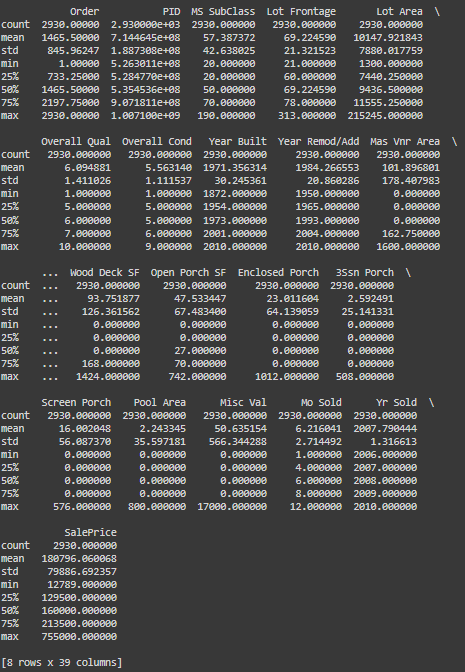 Order           PID  MS SubClass  Lot Frontage       Lot Area  \
count   2930.00000  2.930000e+03  2930.000000   2930.000000    2930.000000
mean    1465.50000  7.144645e+08    57.387372     69.224590   10147.921843
std      845.96247  1.887308e+08    42.638025     21.321523    7880.017759
min        1.00000  5.263011e+08    20.000000     21.000000    1300.000000
25%      733.25000  5.284770e+08    20.000000     60.000000    7440.250000
50%     1465.50000  5.354536e+08    50.000000     69.224590    9436.500000
75%     2197.75000  9.071811e+08    70.000000     78.000000   11555.250000
max     2930.00000  1.007100e+09   190.000000    313.000000  215245.000000
       Overall Qual  Overall Cond   Year Built  Year Remod/Add  Mas Vnr Area  \
count   2930.000000   2930.000000  2930.000000     2930.000000   2930.000000
mean       6.094881      5.563140  1971.356314     1984.266553    101.896801
std        1.411026      1.111537    30.245361       20.860286    178.407983
min        1.000000      1.000000  1872.000000     1950.000000      0.000000
25%        5.000000      5.000000  1954.000000     1965.000000      0.000000
50%        6.000000      5.000000  1973.000000     1993.000000      0.000000
75%        7.000000      6.000000  2001.000000     2004.000000    162.750000
max       10.000000      9.000000  2010.000000     2010.000000   1600.000000
       ...  Wood Deck SF  Open Porch SF  Enclosed Porch   3Ssn Porch  \
count  ...   2930.000000    2930.000000     2930.000000  2930.000000
mean   ...     93.751877      47.533447       23.011604     2.592491
std    ...    126.361562      67.483400       64.139059    25.141331
min    ...      0.000000       0.000000        0.000000     0.000000
25%    ...      0.000000       0.000000        0.000000     0.000000
50%    ...      0.000000      27.000000        0.000000     0.000000
75%    ...    168.000000      70.000000        0.000000     0.000000
max    ...   1424.000000     742.000000     1012.000000   508.000000
       Screen Porch    Pool Area      Misc Val      Mo Sold      Yr Sold  \
count   2930.000000  2930.000000   2930.000000  2930.000000  2930.000000
mean      16.002048     2.243345     50.635154     6.216041  2007.790444
std       56.087370    35.597181    566.344288     2.714492     1.316613
min        0.000000     0.000000      0.000000     1.000000  2006.000000
25%        0.000000     0.000000      0.000000     4.000000  2007.000000
50%        0.000000     0.000000      0.000000     6.000000  2008.000000
75%        0.000000     0.000000      0.000000     8.000000  2009.000000
max      576.000000   800.000000  17000.000000    12.000000  2010.000000
           SalePrice
count    2930.000000
mean   180796.060068
std     79886.692357
min     12789.000000
25%    129500.000000
50%    160000.000000
75%    213500.000000
max    755000.000000
[8 rows x 39 columns]